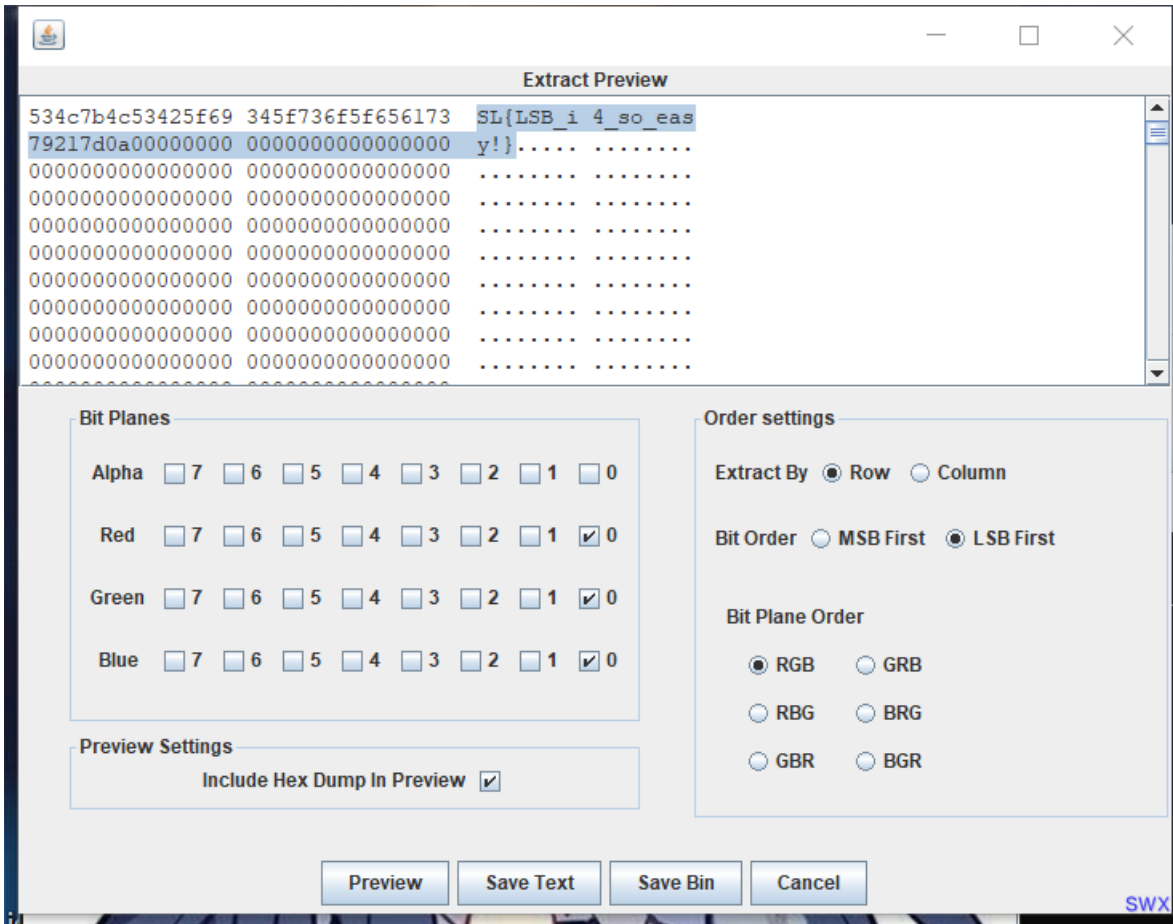 Extract Preview
534c7b4c53425f69 345f736f5f656173 SL{LSB_i 4_so_eas
79217d0a00000000 0000000000000000 y!}..... ........
0000000000000000 0000000000000000 ........ ........
0000000000000000 0000000000000000 ........ ........
0000000000000000 0000000000000000 ........ ........
0000000000000000 0000000000000000 ........ ........
0000000000000000 0000000000000000 ........ ........
0000000000000000 0000000000000000 ........ ........
0000000000000000 0000000000000000 ........ ........
0000000000000000 0000000000000000 ........ ........
Bit Planes
Alpha 7 6 5 4 3 2 1 0
Red 7 6 5 4 3 2 1 0
Green 7 6 5 4 3 2 1 0
Blue 7 6 5 4 3 2 1 0
Preview Settings
Include Hex Dump In Preview
Order settings
Extract By Row Column
Bit Order MSB First LSB First
Bit Plane Order
RGB GRB
RBG BRG
GBR BGR
Preview Save Text Save Bin Cancel
SWX